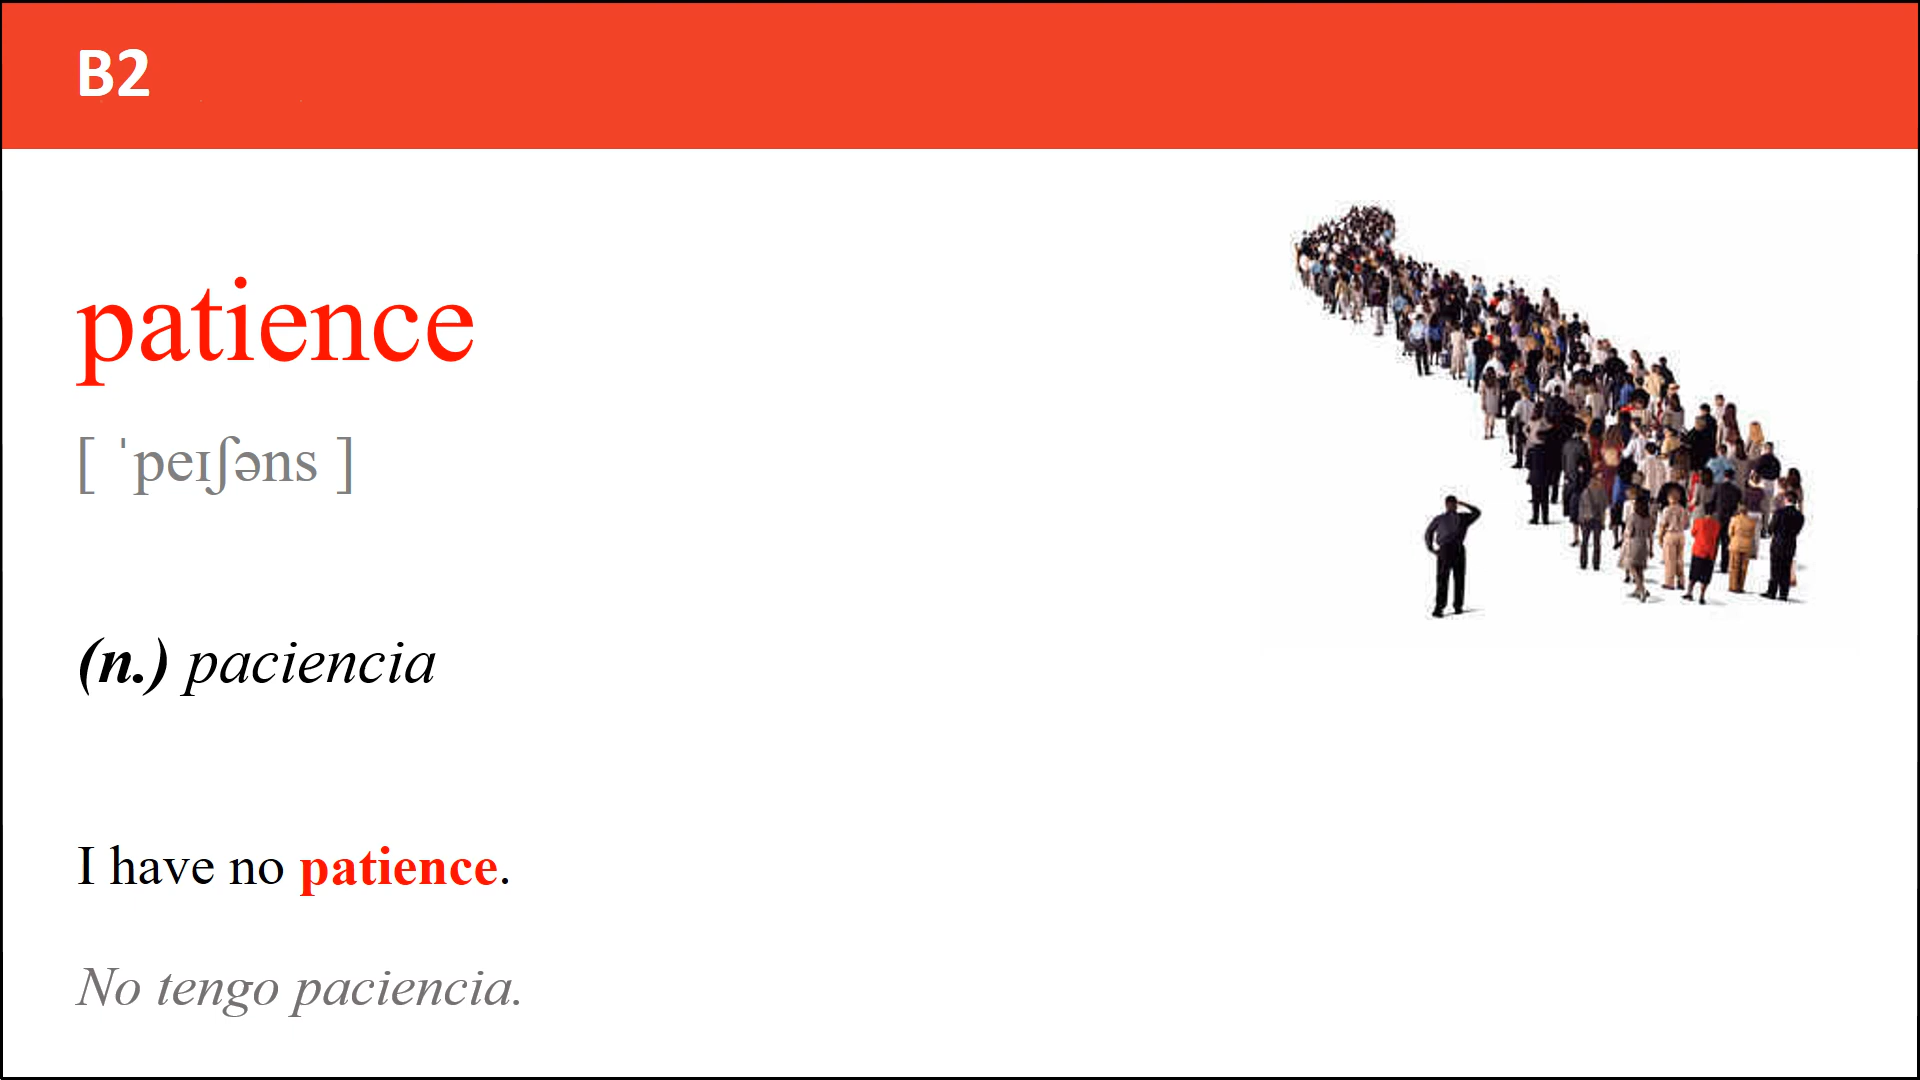 B2
patience
[ ˈpeɪʃəns ]
(n.) paciencia
I have no patience.
No tengo paciencia.